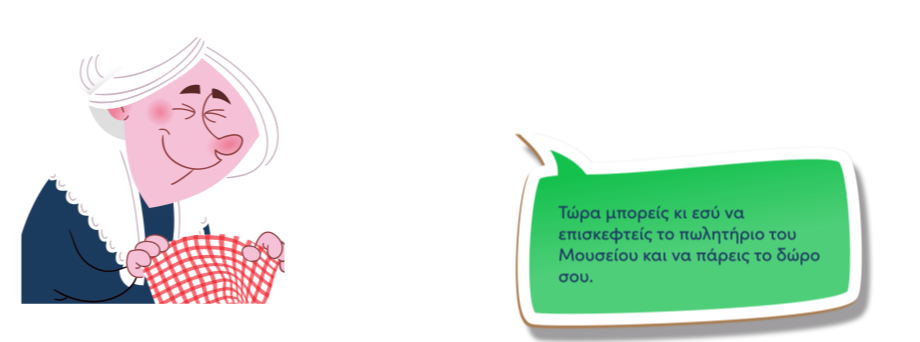 Τώρα μπορείς κι εσύ να
επισκεφτείς το πωλητήριο του
Μουσείου και να πάρεις το δώρο
σου.